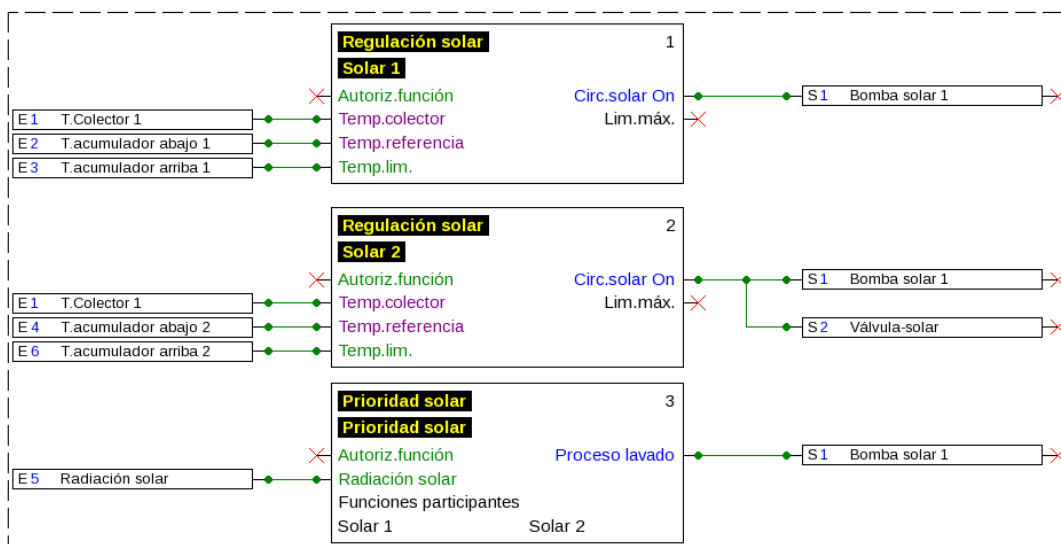 Regulación solar 1
Solar 1
Autoriz.función Circ.solar On S1 Bomba solar 1
E1 T.Colector 1 Temp.colector Lim.máx.
E2 T.acumulador abajo 1 Temp.referencia
E3 T.acumulador arriba 1 Temp.lim.
Regulación solar 2
Solar 2
Autoriz.función Circ.solar On S1 Bomba solar 1
E1 T.Colector 1 Temp.colector Lim.máx.
E4 T.acumulador abajo 2 Temp.referencia S2 Válvula-solar
E6 T.acumulador arriba 2 Temp.lim.
Prioridad solar 3
Prioridad solar
Autoriz.función Proceso lavado S1 Bomba solar 1
E5 Radiación solar Radiación solar
Funciones participantes
Solar 1 Solar 2